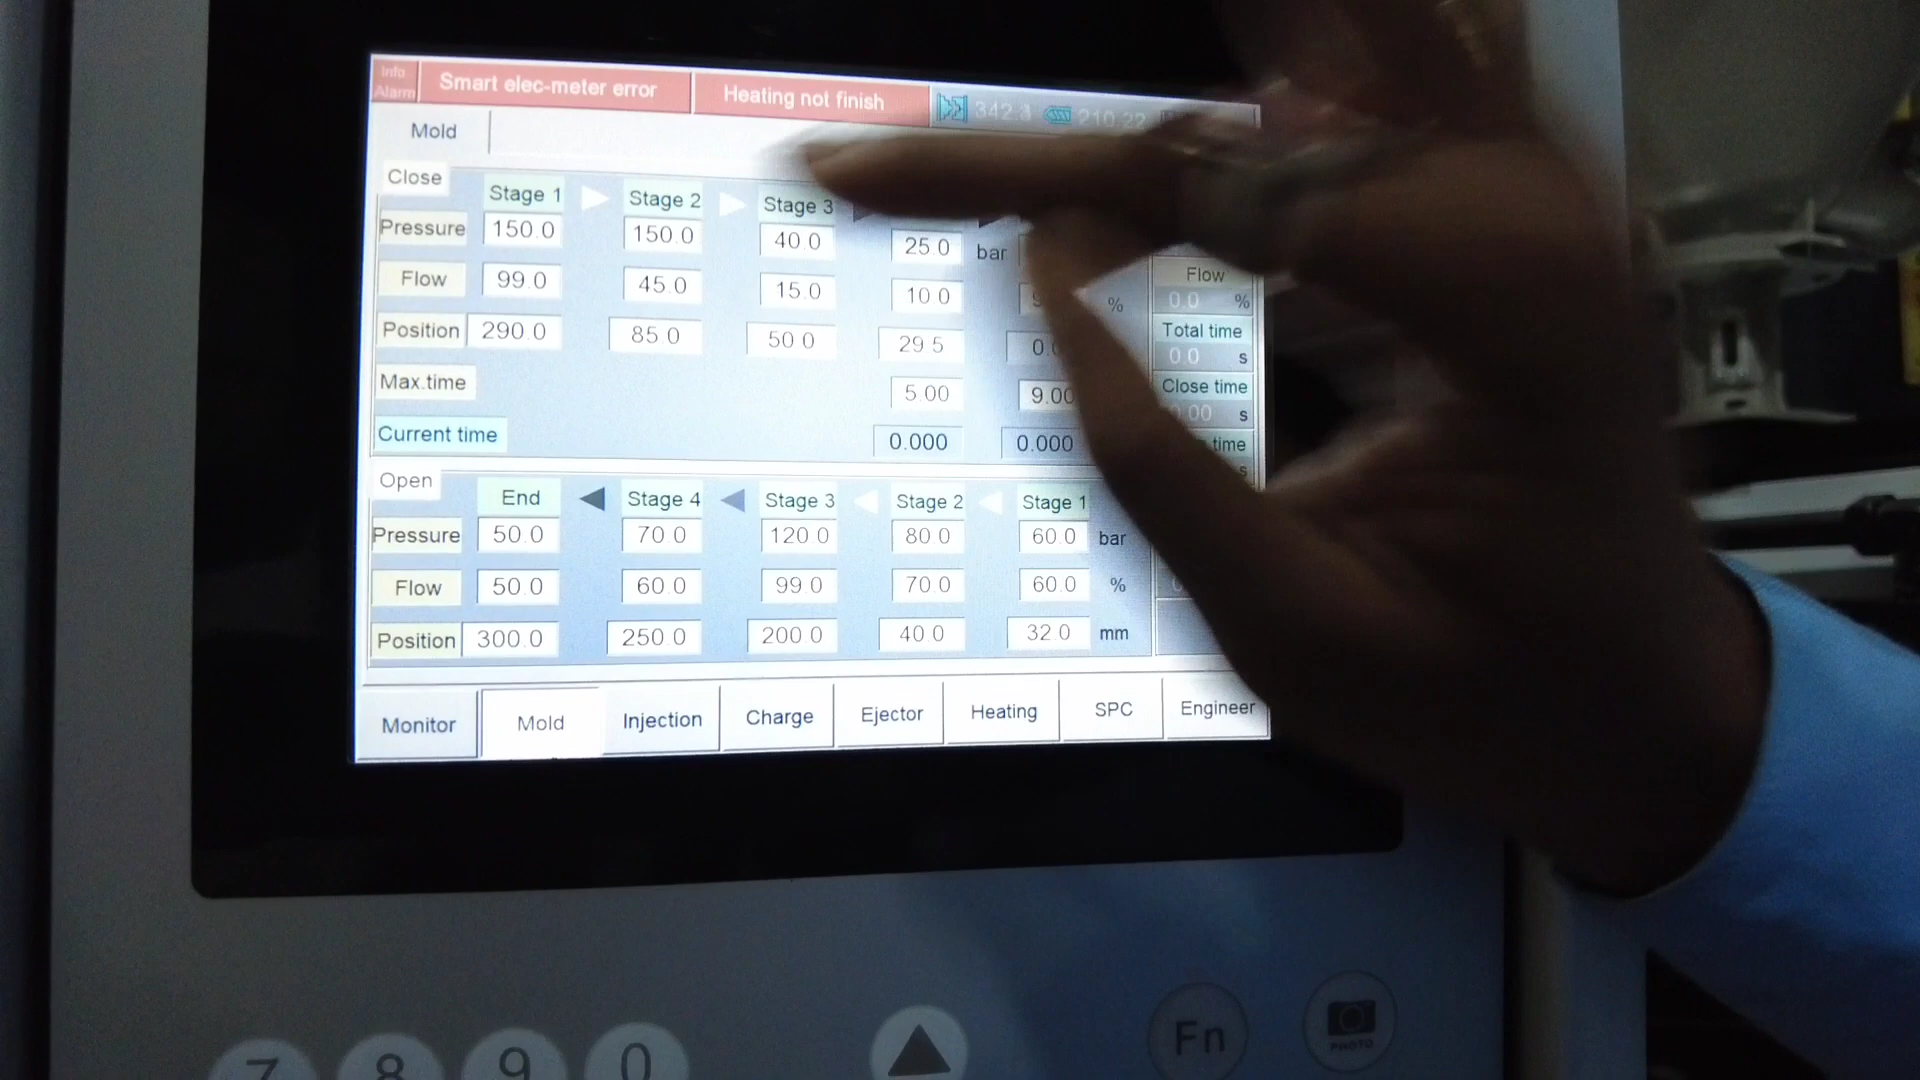 Info
Alarm
Smart elec-meter error
Heating not finish
342.3
210.22
Mold
Close
Stage 1
Stage 2
Stage 3
Pressure 150.0 150.0 40.0 25.0 bar
Flow 99.0 45.0 15.0 10.0 %
Position 290.0 85.0 50.0 29.5
Max.time 5.00 9.00
Current time 0.000 0.000
Flow
0.0 %
Total time
0.0 s
Close time
s
time
s
Open
End Stage 4 Stage 3 Stage 2 Stage 1
Pressure 50.0 70.0 120.0 80.0 60.0 bar
Flow 50.0 60.0 99.0 70.0 60.0 %
Position 300.0 250.0 200.0 40.0 32.0 mm
Monitor Mold Injection Charge Ejector Heating SPC Engineer
7 8 9 0
Fn
PHOTO